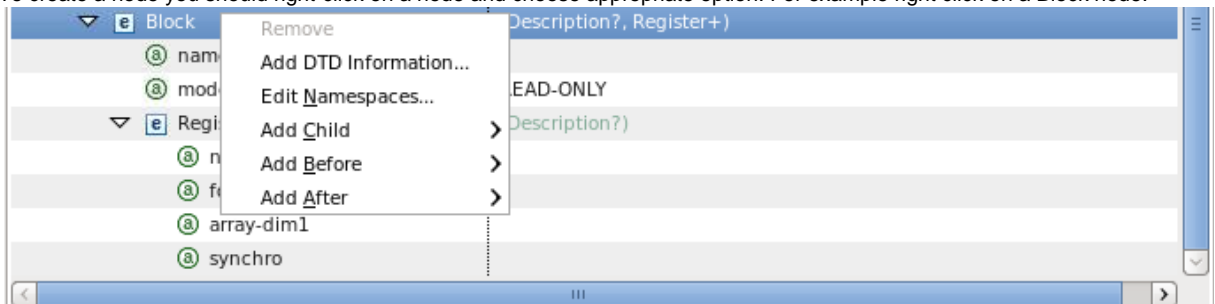 To create a node you should right click on a node and choose appropriate option. For example right click on a Block node:
e Block Description?, Register+)
Remove
a nam
Add DTD Information...
a mod EAD-ONLY
Edit Namespaces...
e Regi Description?)
Add Child
a n
Add Before
a f
Add After
a array-dim1
a synchro